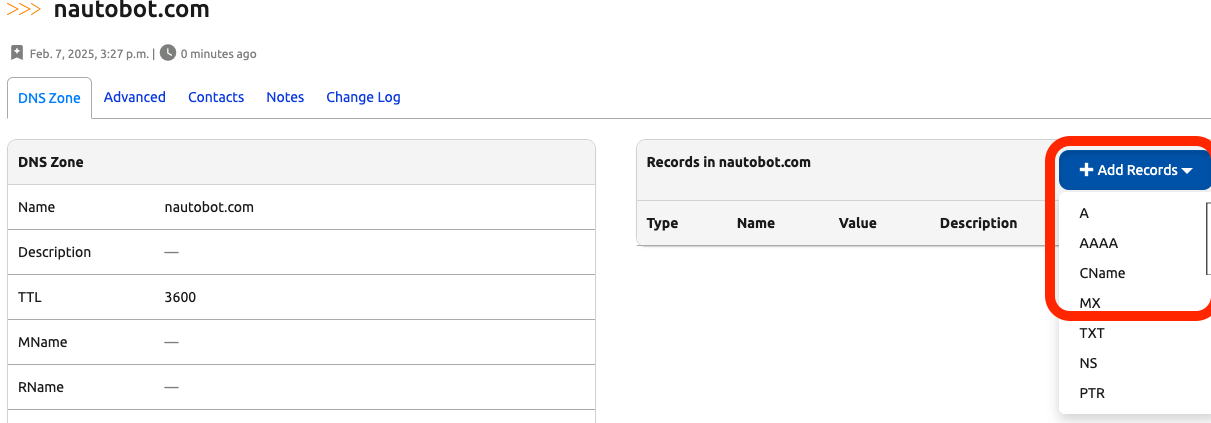 >>> nautobot.com
Feb. 7, 2025, 3:27 p.m. | 0 minutes ago
DNS Zone Advanced Contacts Notes Change Log
DNS Zone
Name nautobot.com
Description —
TTL 3600
MName —
RName —
Records in nautobot.com
Type Name Value Description
+ Add Records
A
AAAA
CName
MX
TXT
NS
PTR